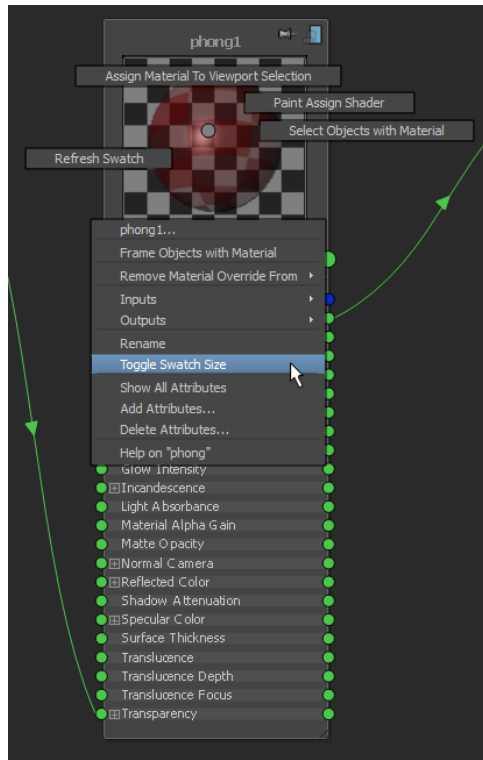 phong1
Assign Material To Viewport Selection
Paint Assign Shader
Select Objects with Material
Refresh Swatch
phong1...
Frame Objects with Material
Remove Material Override From
Inputs
Outputs
Rename
Toggle Swatch Size
Show All Attributes
Add Attributes...
Delete Attributes...
Help on "phong"
Glow Intensity
Incandescence
Light Absorbance
Material Alpha Gain
Matte Opacity
Normal Camera
Reflected Color
Shadow Attenuation
Specular Color
Surface Thickness
Translucence
Translucence Depth
Translucence Focus
Transparency